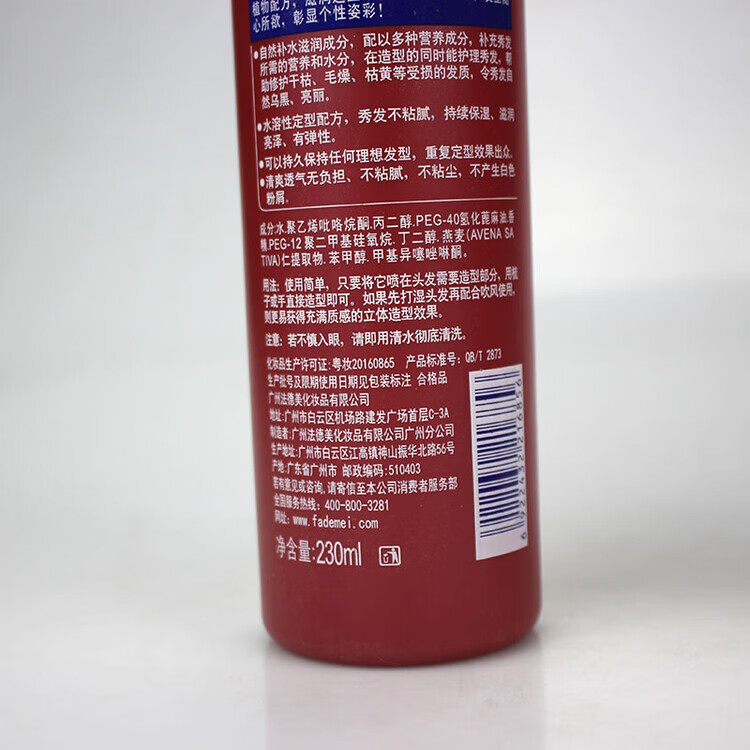 心所欲，彰显个性姿彩！
●自然补水滋润成分，配以多种营养成分，补充秀发
所需的营养和水分，在造型的同时能护理秀发，帮
助修护干枯、毛燥、枯黄等受损的发质，令秀发自
然乌黑、亮丽。
●水溶性定型配方，秀发不粘腻，持续保湿、滋润
亮泽、有弹性。
●可以持久保持任何理想发型，重复定型效果出众。
●清爽透气无负担、不粘腻，不粘尘，不产生白色
粉屑。
成分:水.聚乙烯吡咯烷酮.丙二醇.PEG-40氢化蓖麻油.香
精.PEG-12聚二甲基硅氧烷.丁二醇.燕麦(AVENA SA
TIVA)仁提取物.苯甲醇.甲基异噻唑啉酮。
用法: 使用简单，只要将它喷在头发需要造型部分，用梳
子或手直接造型即可。如果先打湿头发再配合吹风使用，
则更易获得充满质感的立体造型效果。
注意: 若不慎入眼，请即用清水彻底清洗。
化妆品生产许可证:粤妆20160865 产品标准号: QB/T 2873
生产批号及限期使用日期见包装标注 合格品
广州法德美化妆品有限公司
地址:广州市白云区机场路建发广场首层C-3A
制造者:广州法德美化妆品有限公司广州分公司
生产地址:广州市白云区江高镇神山振华北路56号
产地:广东省广州市 邮政编码:510403
若有意见或咨询,请寄信至本公司消费者服务部
全国服务热线: 400-800-3281
网址: www.fademei.com
净含量:230ml